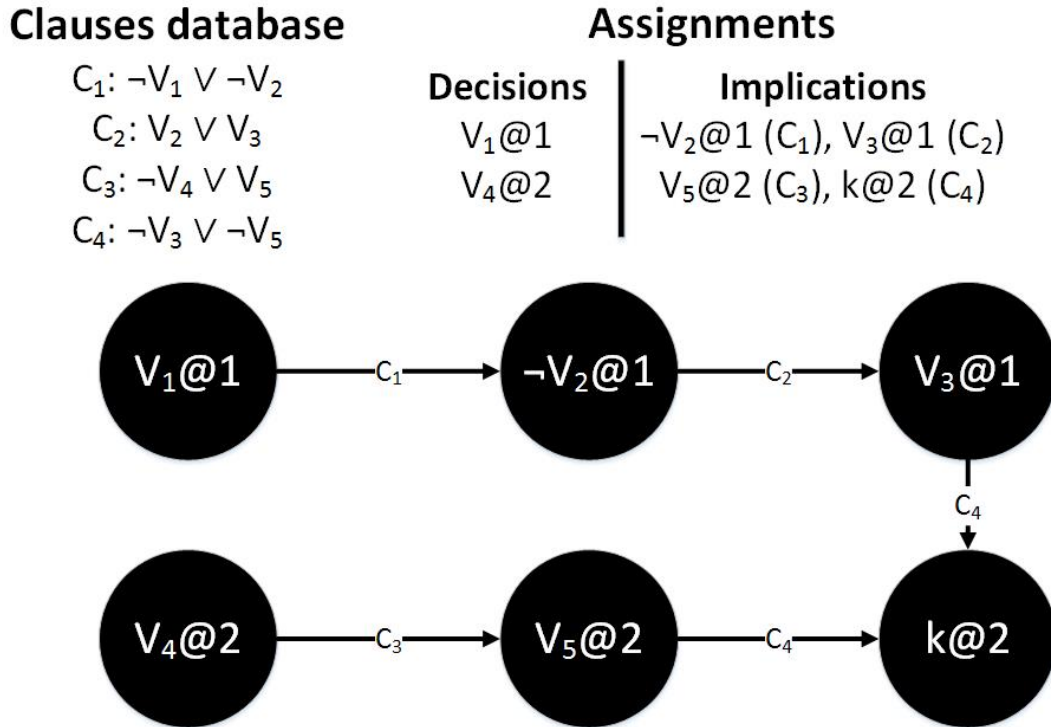 Clauses database
C₁: ¬V₁ ∨ ¬V₂
C₂: V₂ ∨ V₃
C₃: ¬V₄ ∨ V₅
C₄: ¬V₃ ∨ ¬V₅
Assignments
Decisions Implications
V₁@1 ¬V₂@1 (C₁), V₃@1 (C₂)
V₄@2 V₅@2 (C₃), k@2 (C₄)
V₁@1 C₁ ¬V₂@1 C₂ V₃@1
C₄
V₄@2 C₃ V₅@2 C₄ k@2